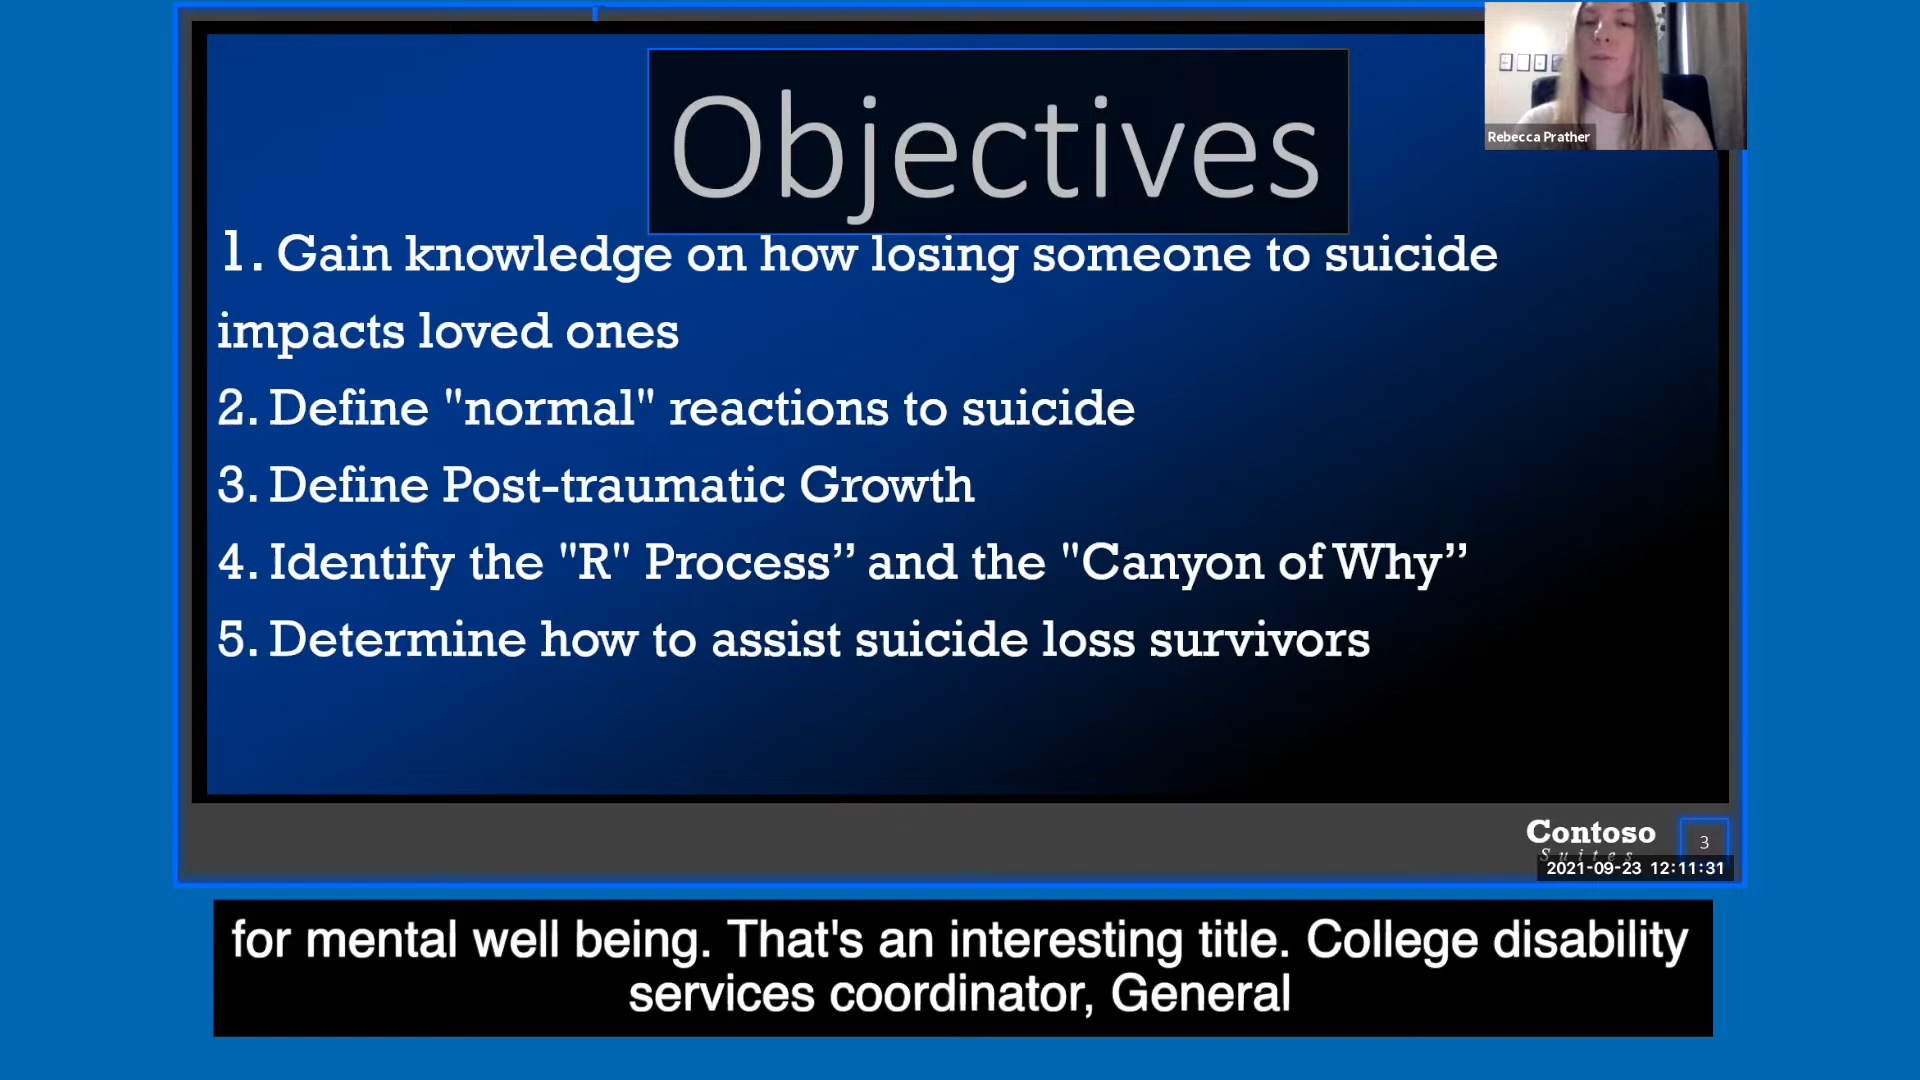 Objectives
Rebecca Prather
1. Gain knowledge on how losing someone to suicide
impacts loved ones
2. Define "normal" reactions to suicide
3. Define Post-traumatic Growth
4. Identify the "R" Process” and the "Canyon of Why”
5. Determine how to assist suicide loss survivors
Contoso
Suites
3
2021-09-23 12:11:31
for mental well being. That's an interesting title. College disability
services coordinator, General